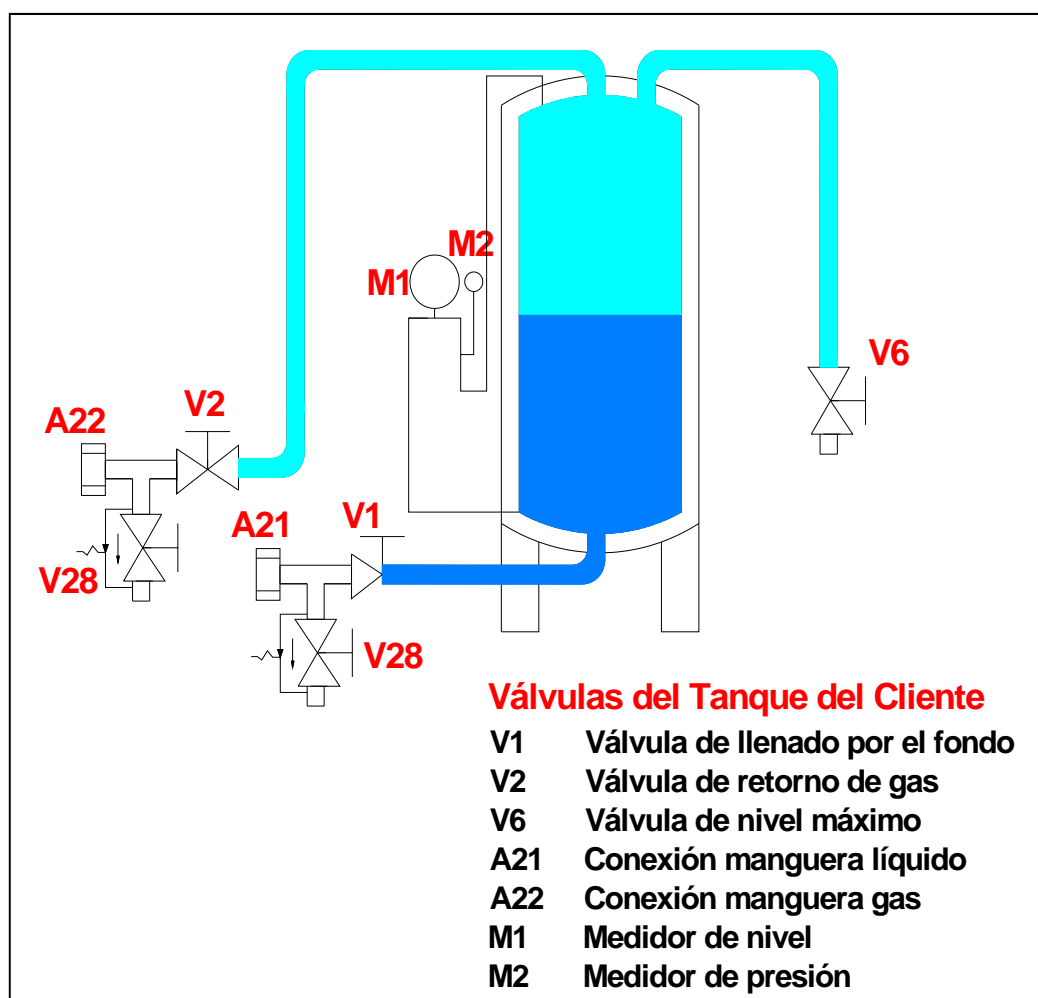 M2
M1
V6
V2
A22
V1
A21
V28
V28
Válvulas del Tanque del Cliente
V1 Válvula de llenado por el fondo
V2 Válvula de retorno de gas
V6 Válvula de nivel máximo
A21 Conexión manguera líquido
A22 Conexión manguera gas
M1 Medidor de nivel
M2 Medidor de presión